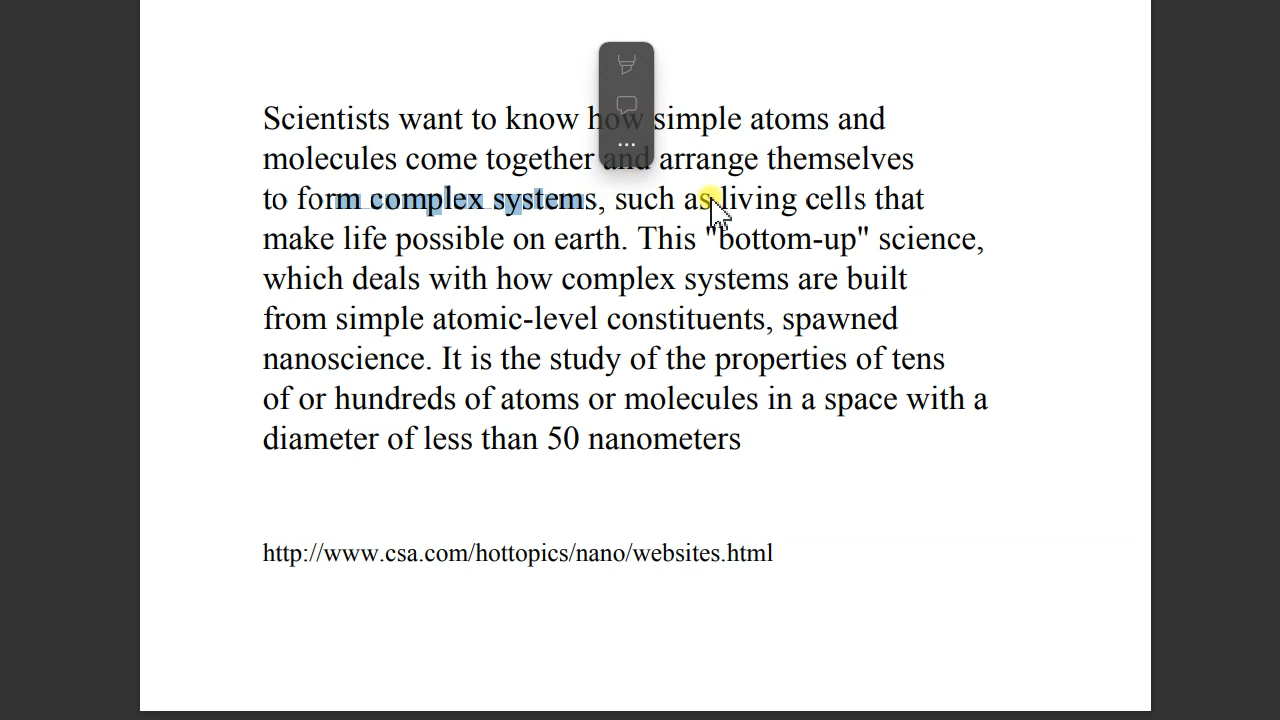 Scientists want to know how simple atoms and
molecules come together and arrange themselves
to form complex systems, such as living cells that
make life possible on earth. This "bottom-up" science,
which deals with how complex systems are built
from simple atomic-level constituents, spawned
nanoscience. It is the study of the properties of tens
of or hundreds of atoms or molecules in a space with a
diameter of less than 50 nanometers
http://www.csa.com/hottopics/nano/websites.html